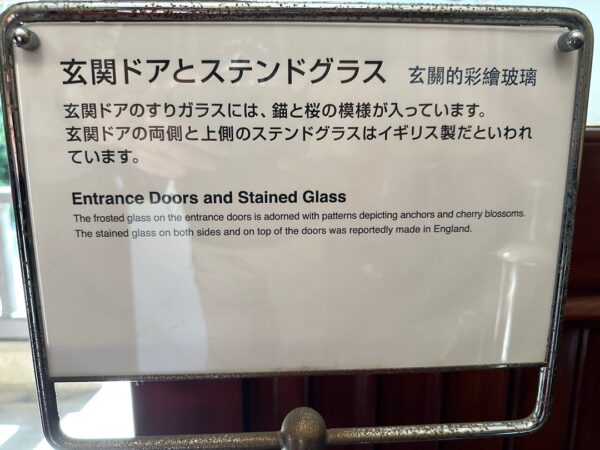 玄関ドアとステンドグラス 玄關的彩繪玻璃
玄関ドアのすりガラスには、錨と桜の模様が入っています。
玄関ドアの両側と上側のステンドグラスはイギリス製だといわれ
ています。
Entrance Doors and Stained Glass
The frosted glass on the entrance doors is adorned with patterns depicting anchors and cherry blossoms.
The stained glass on both sides and on top of the doors was reportedly made in England.